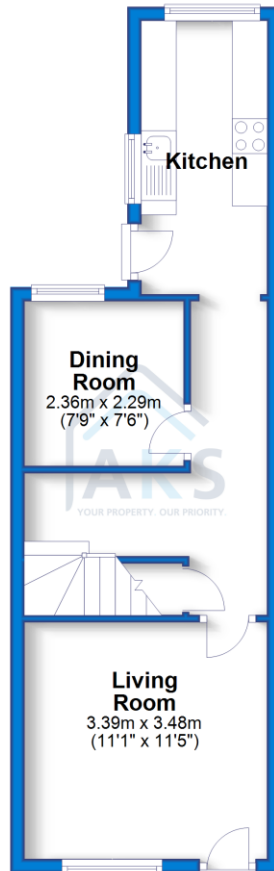 Kitchen
Dining
Room
2.36m x 2.29m
(7'9" x 7'6")
AKS
YOUR PROPERTY. OUR PRIORITY.
Living
Room
3.39m x 3.48m
(11'1" x 11'5")